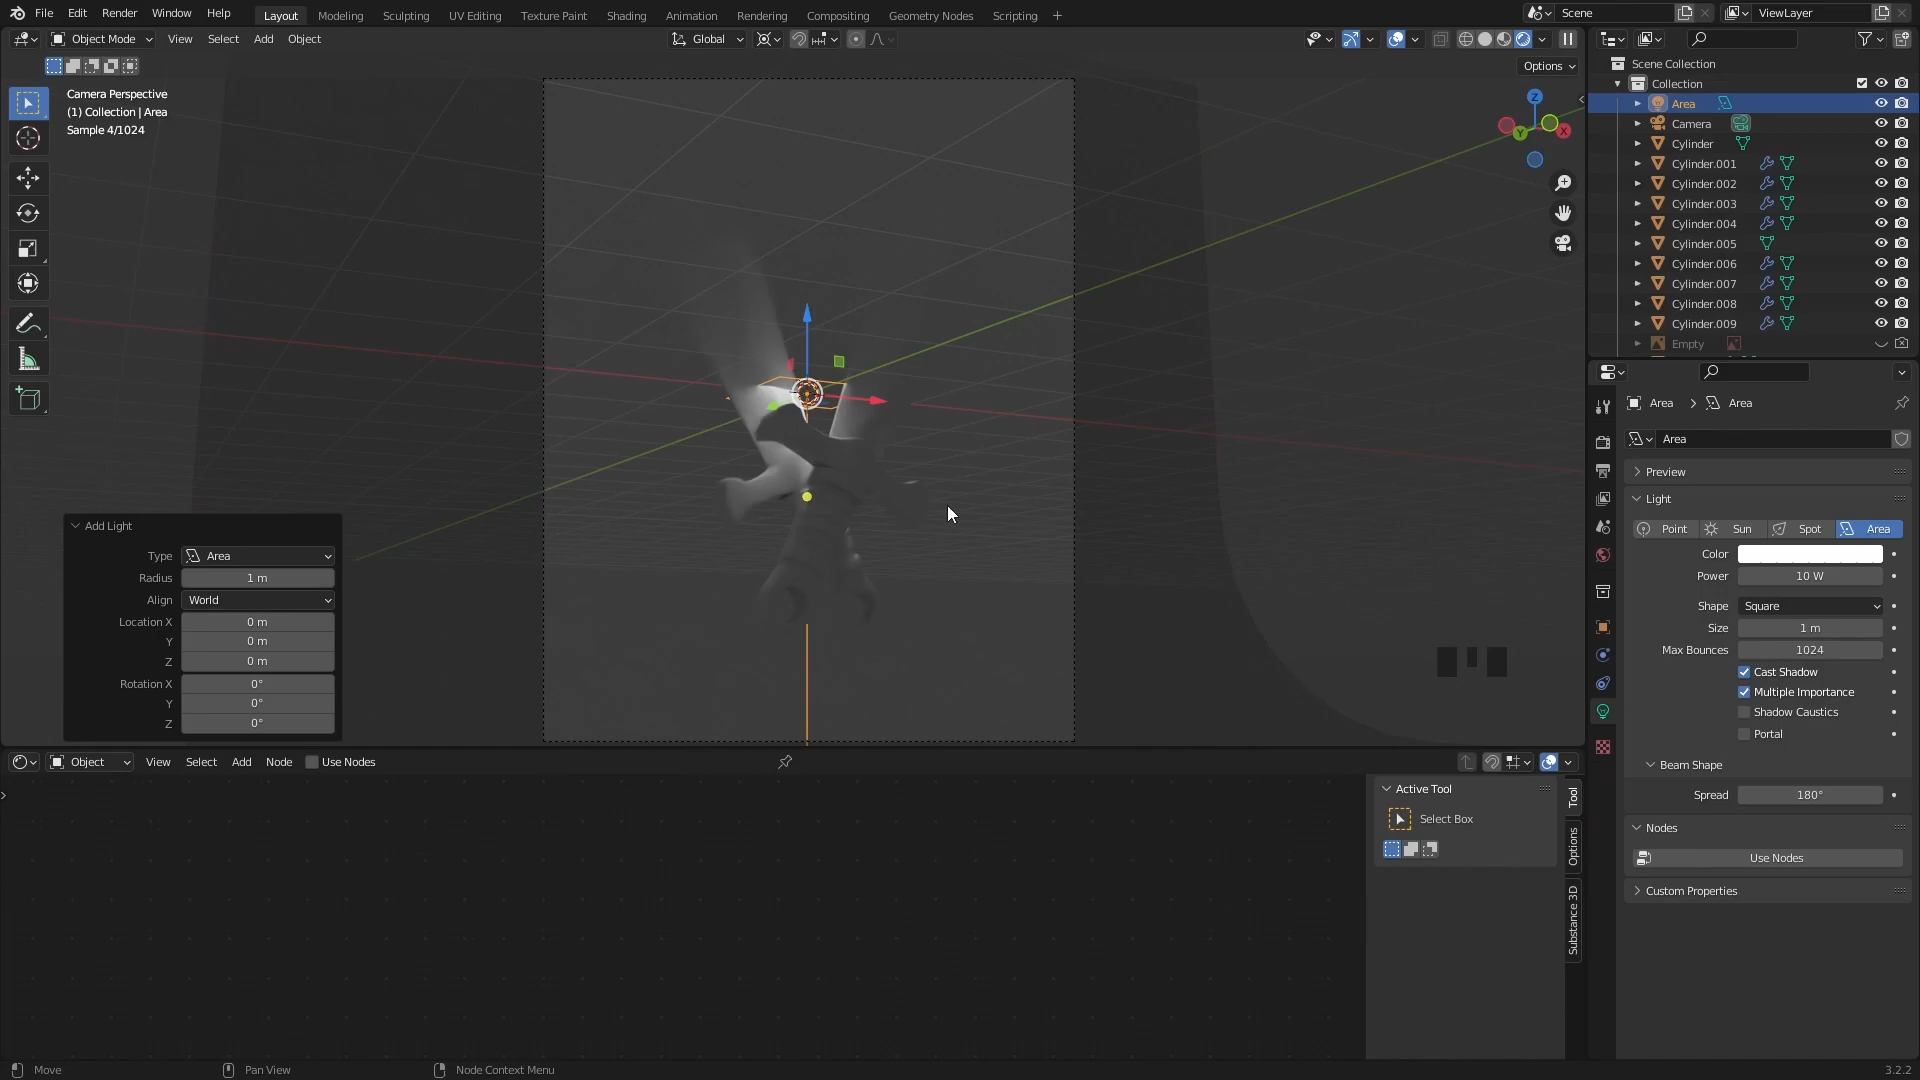 File Edit Render Window Help Layout Modeling Sculpting UV Editing Texture Paint Shading Animation Rendering Compositing Geometry Nodes Scripting + Scene ViewLayer
Object Mode View Select Add Object Global
Options
Camera Perspective
(1) Collection | Area
Sample 4/1024
Z
Y
X
Add Light
Type Area
Radius 1 m
Align World
Location X 0 m
Y 0 m
Z 0 m
Rotation X 0°
Y 0°
Z 0°
Scene Collection
Collection
Area
Camera
Cylinder
Cylinder.001
Cylinder.002
Cylinder.003
Cylinder.004
Cylinder.005
Cylinder.006
Cylinder.007
Cylinder.008
Cylinder.009
Empty
Area > Area
Area
Preview
Light
Point Sun Spot Area
Color
Power 10 W
Shape Square
Size 1 m
Max Bounces 1024
Cast Shadow
Multiple Importance
Shadow Caustics
Portal
Beam Shape
Spread 180°
Nodes
Use Nodes
Custom Properties
Object View Select Add Node Use Nodes
Active Tool
Select Box
Tool
Options
Substance 3D
Move Pan View Node Context Menu 3.2.2